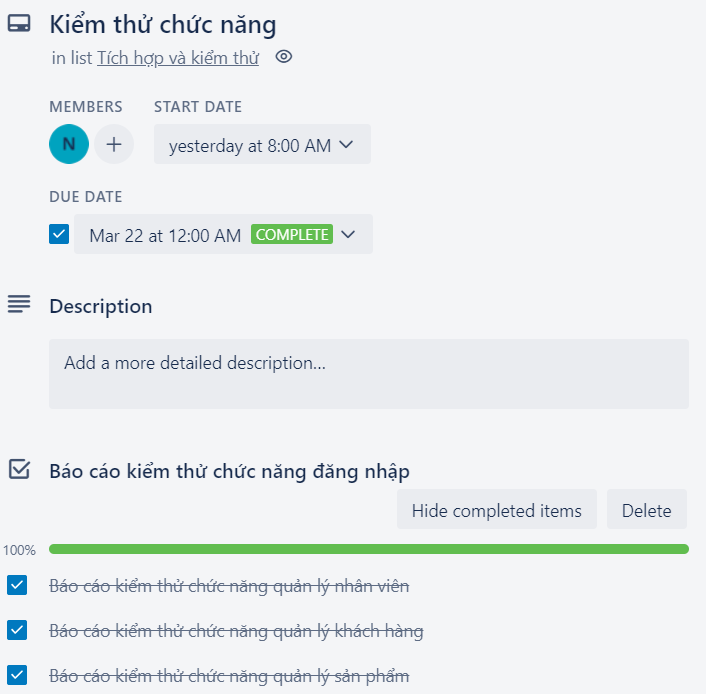 Kiểm thử chức năng
in list Tích hợp và kiểm thử
MEMBERS START DATE
N + yesterday at 8:00 AM
DUE DATE
Mar 22 at 12:00 AM COMPLETE
Description
Add a more detailed description...
Báo cáo kiểm thử chức năng đăng nhập
Hide completed items Delete
100%
Báo cáo kiểm thử chức năng quản lý nhân viên
Báo cáo kiểm thử chức năng quản lý khách hàng
Báo cáo kiểm thử chức năng quản lý sản phẩm